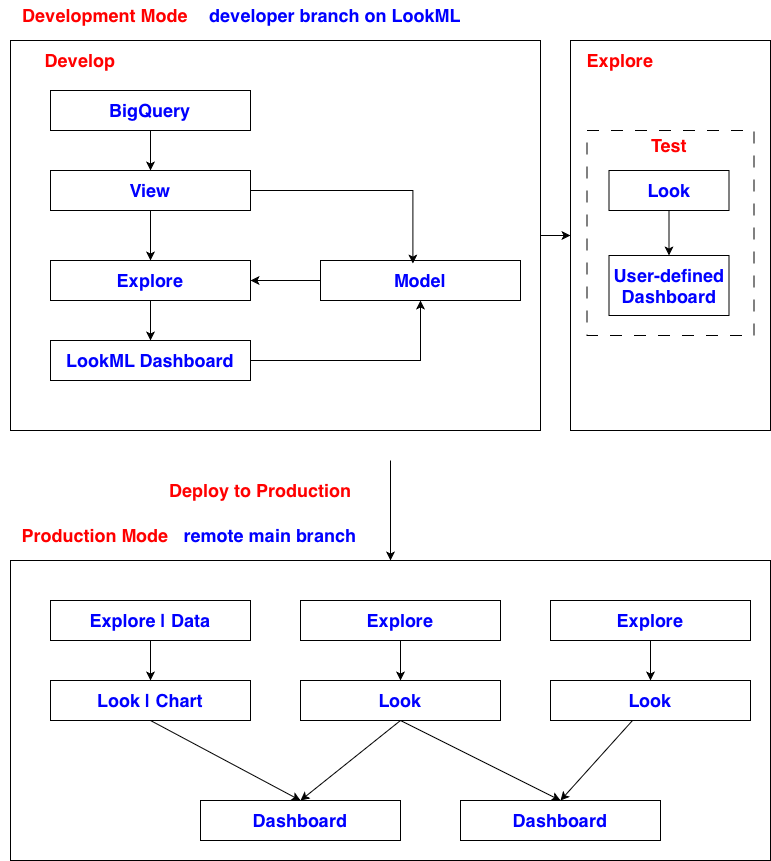 Development Mode developer branch on LookML
Develop
BigQuery
View
Explore
Model
LookML Dashboard
Explore
Test
Look
User-defined
Dashboard
Deploy to Production
Production Mode remote main branch
Explore | Data
Explore
Explore
Look | Chart
Look
Look
Dashboard
Dashboard